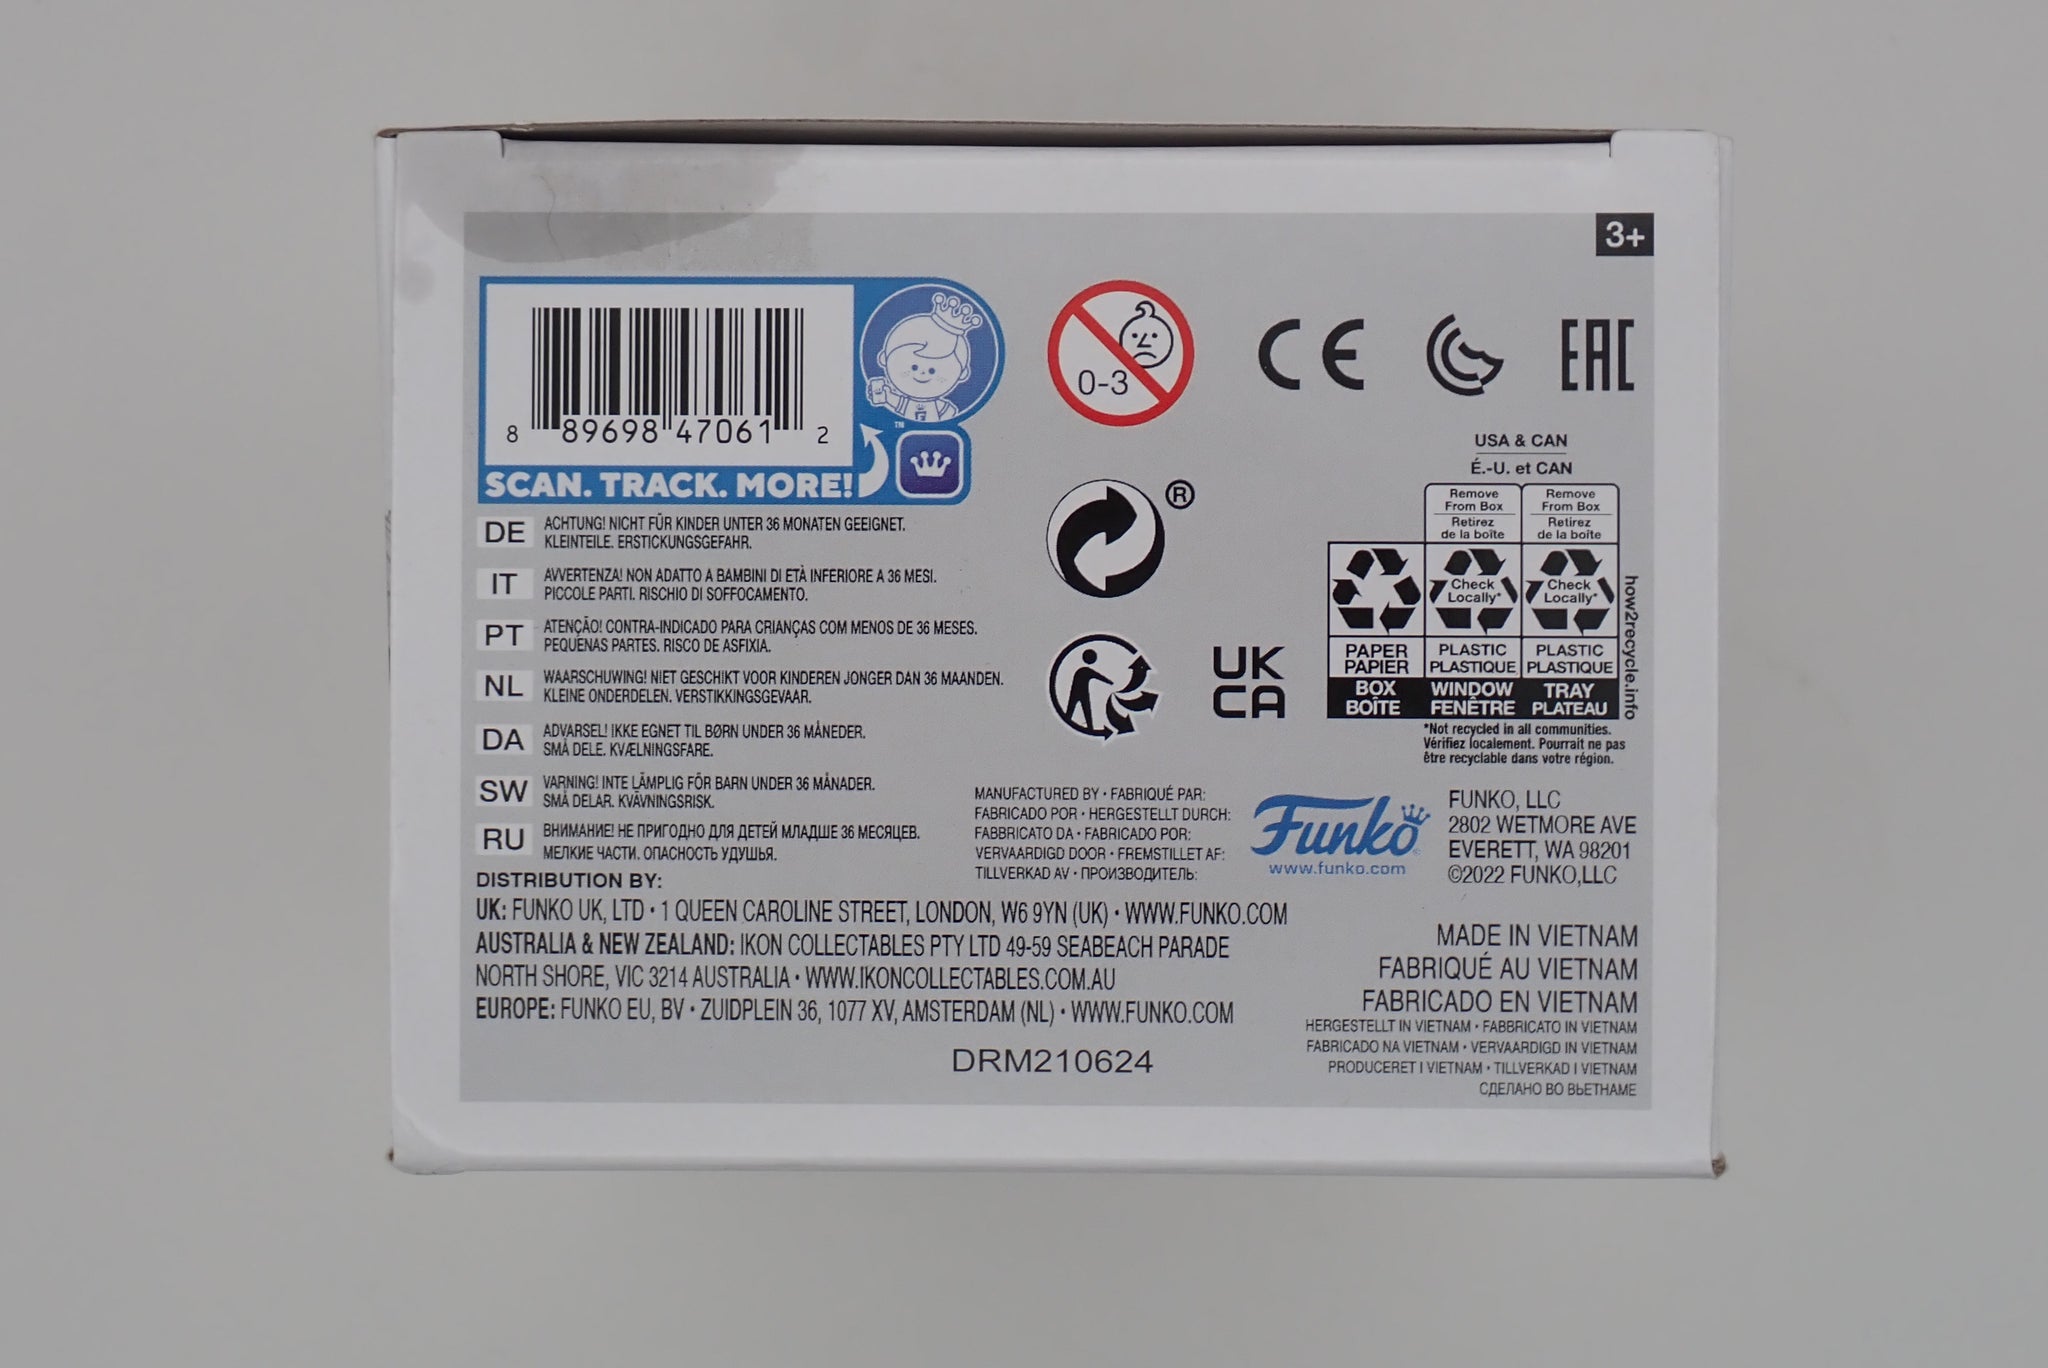 3+
8 89698 47061 2
™
SCAN. TRACK. MORE!
0-3
CE
EAC
USA & CAN
É.-U. et CAN
Remove
From Box
Retirez
de la boîte
Remove
From Box
Retirez
de la boîte
Check
Locally*
Check
Locally*
PAPER
PAPIER
PLASTIC
PLASTIQUE
PLASTIC
PLASTIQUE
BOX
BOÎTE
WINDOW
FENÊTRE
TRAY
PLATEAU
how2recycle.info
*Not recycled in all communities.
Vérifiez localement. Pourrait ne pas
être recyclable dans votre région.
®
UK
CA
DE ACHTUNG! NICHT FÜR KINDER UNTER 36 MONATEN GEEIGNET.
KLEINTEILE. ERSTICKUNGSGEFAHR.
IT AVVERTENZA! NON ADATTO A BAMBINI DI ETÀ INFERIORE A 36 MESI.
PICCOLE PARTI. RISCHIO DI SOFFOCAMENTO.
PT ATENÇÃO! CONTRA-INDICADO PARA CRIANÇAS COM MENOS DE 36 MESES.
PEQUENAS PARTES. RISCO DE ASFIXIA.
NL WAARSCHUWING! NIET GESCHIKT VOOR KINDEREN JONGER DAN 36 MAANDEN.
KLEINE ONDERDELEN. VERSTIKKINGSGEVAAR.
DA ADVARSEL! IKKE EGNET TIL BØRN UNDER 36 MÅNEDER.
SMÅ DELE. KVÆLNINGSFARE.
SW VARNING! INTE LÄMPLIG FÖR BARN UNDER 36 MÅNADER.
SMÅ DELAR. KVÄVNINGSRISK.
RU ВНИМАНИЕ! НЕ ПРИГОДНО ДЛЯ ДЕТЕЙ МЛАДШЕ 36 МЕСЯЦЕВ.
МЕЛКИЕ ЧАСТИ. ОПАСНОСТЬ УДУШЬЯ.
MANUFACTURED BY • FABRIQUÉ PAR:
FABRICADO POR • HERGESTELLT DURCH:
FABBRICATO DA • FABRICADO POR:
VERVAARDIGD DOOR • FREMSTILLET AF:
TILLVERKAD AV • ПРОИЗВОДИТЕЛЬ:
Funko
www.funko.com
FUNKO, LLC
2802 WETMORE AVE
EVERETT, WA 98201
©2022 FUNKO,LLC
DISTRIBUTION BY:
UK: FUNKO UK, LTD • 1 QUEEN CAROLINE STREET, LONDON, W6 9YN (UK) • WWW.FUNKO.COM
AUSTRALIA & NEW ZEALAND: IKON COLLECTABLES PTY LTD 49-59 SEABEACH PARADE
NORTH SHORE, VIC 3214 AUSTRALIA • WWW.IKONCOLLECTABLES.COM.AU
EUROPE: FUNKO EU, BV • ZUIDPLEIN 36, 1077 XV, AMSTERDAM (NL) • WWW.FUNKO.COM
MADE IN VIETNAM
FABRIQUÉ AU VIETNAM
FABRICADO EN VIETNAM
HERGESTELLT IN VIETNAM • FABBRICATO IN VIETNAM
FABRICADO NA VIETNAM • VERVAARDIGD IN VIETNAM
PRODUCERET I VIETNAM • TILLVERKAD I VIETNAM
СДЕЛАНО ВО ВЬЕТНАМЕ
DRM210624